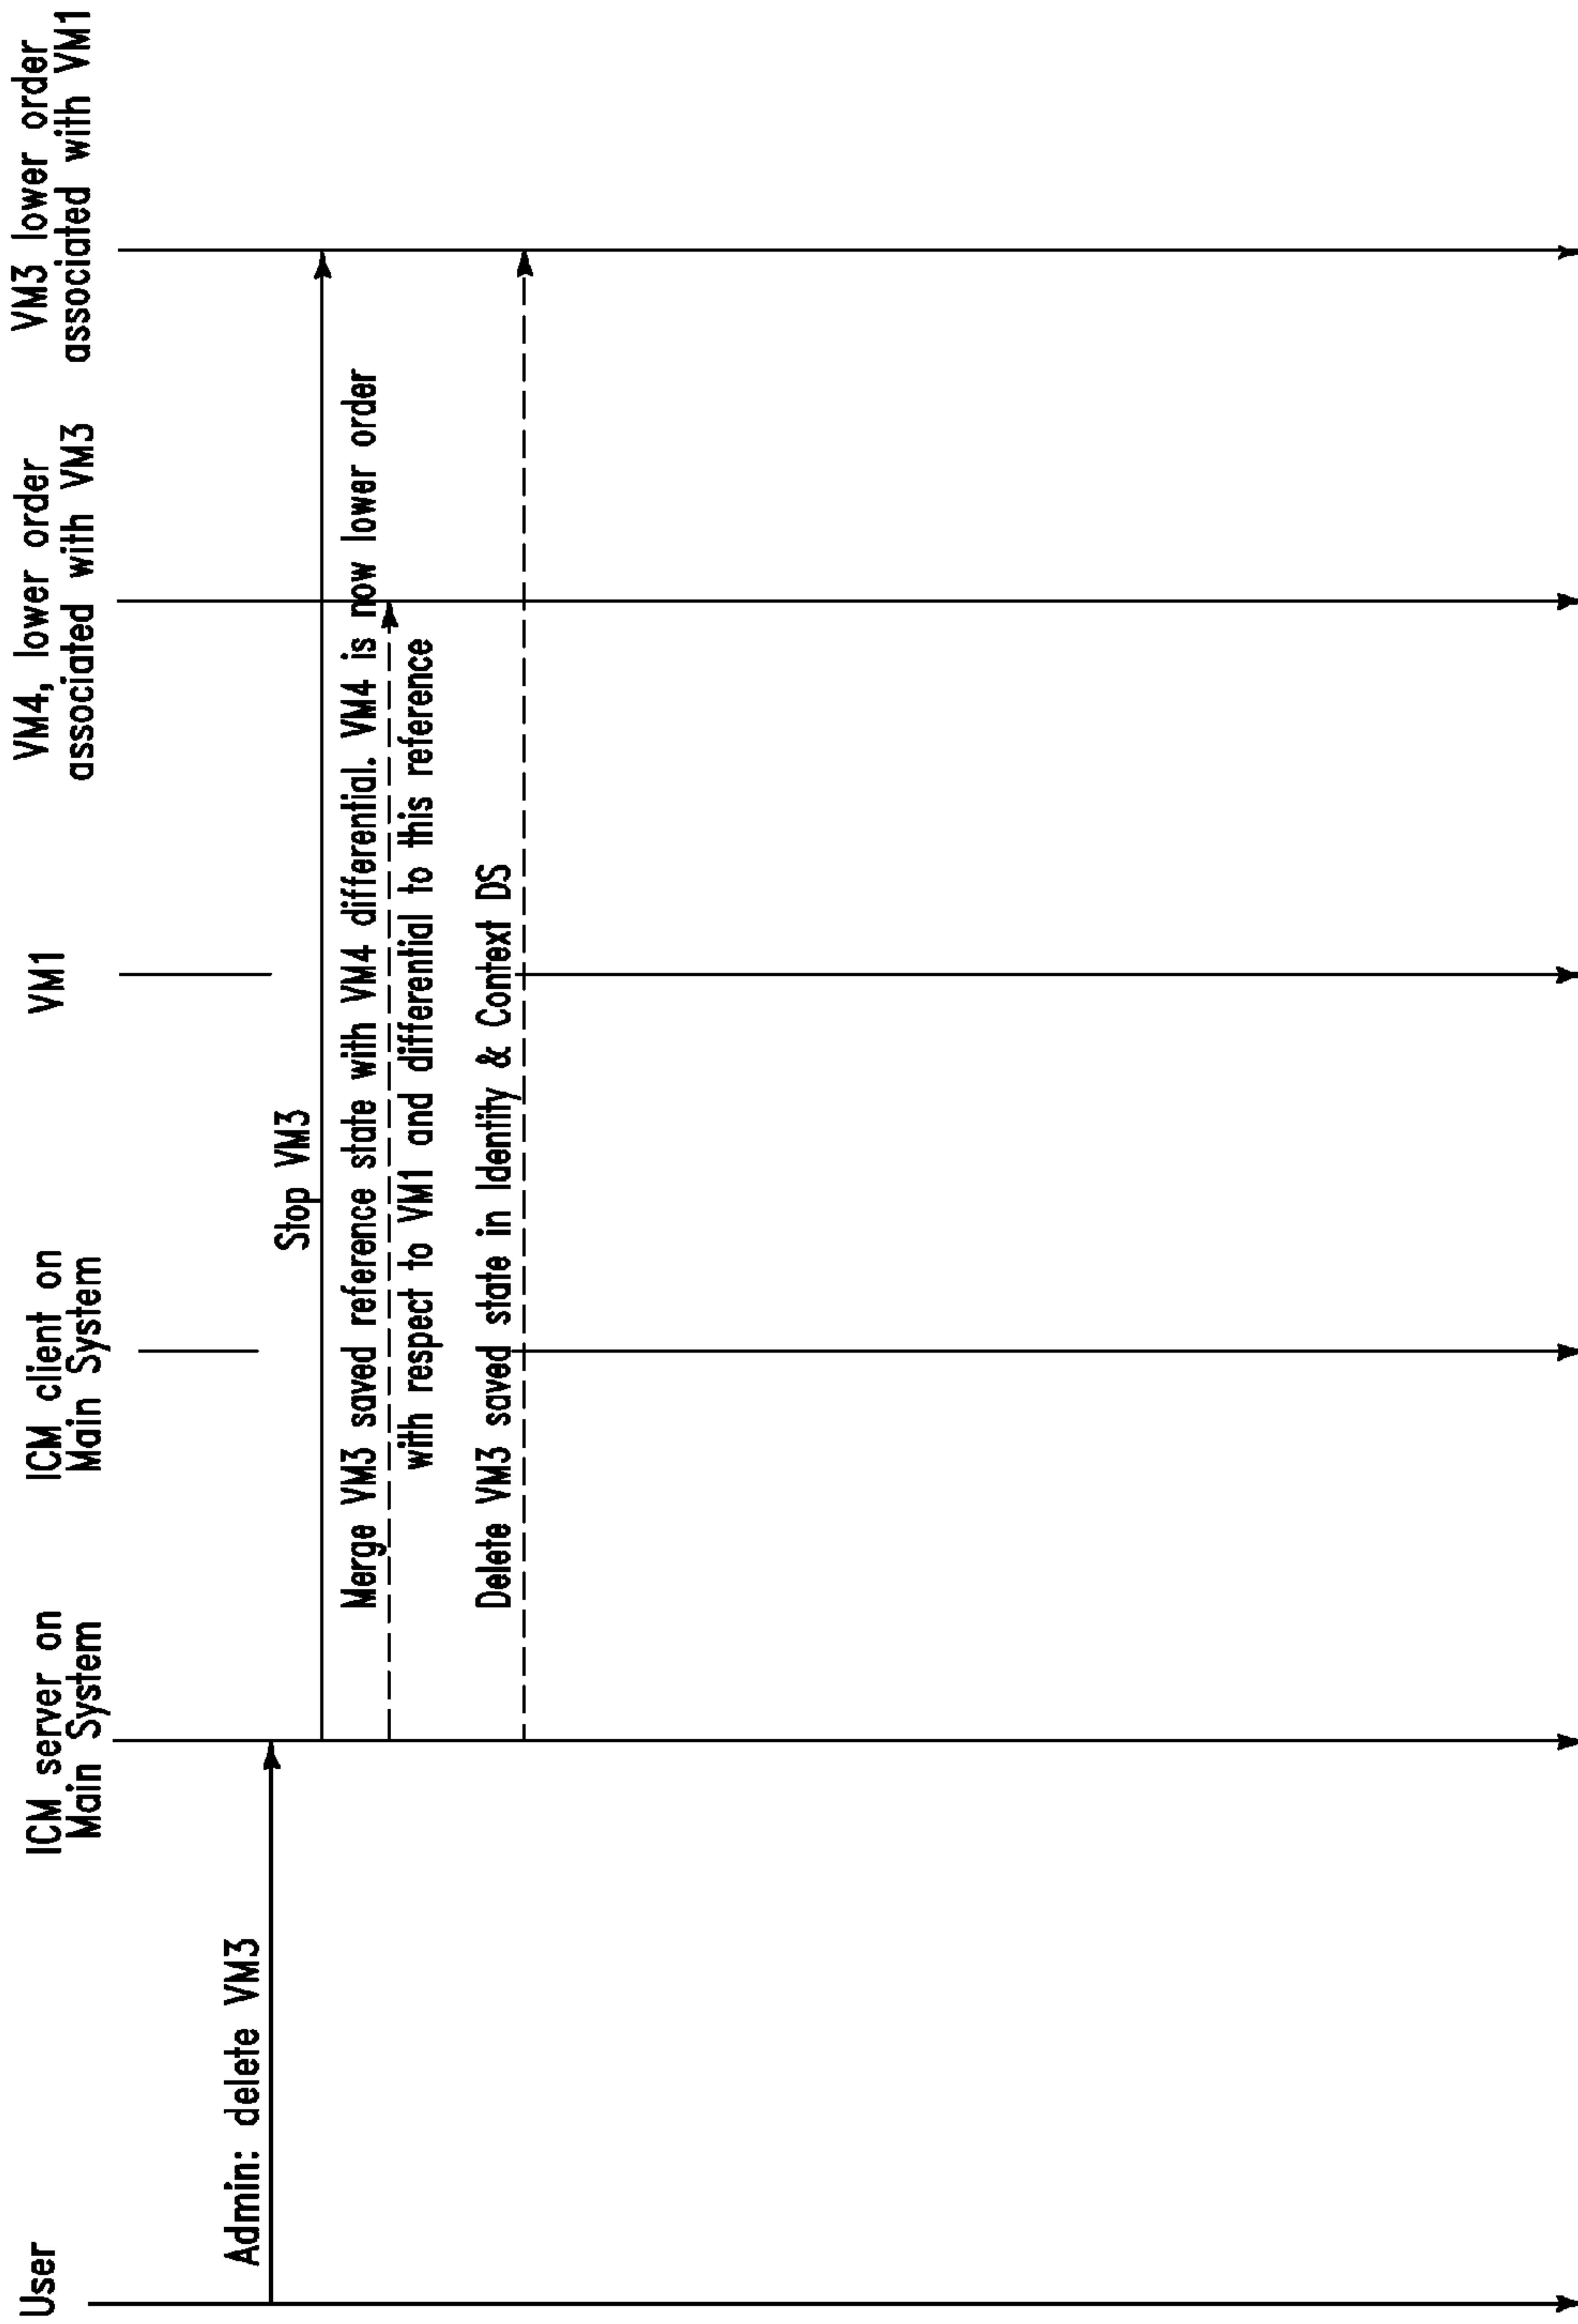 User
ICM server on
Main System
ICM client on
Main System
VM1
VM4, lower order
associated with VM3
VM3 lower order
associated with VM1
Admin: delete VM3
Stop VM3
Merge VM3 saved reference state with VM4 differential. VM4 is now lower order
with respect to VM1 and differential to this reference
Delete VM3 saved state in Identity & Context DS